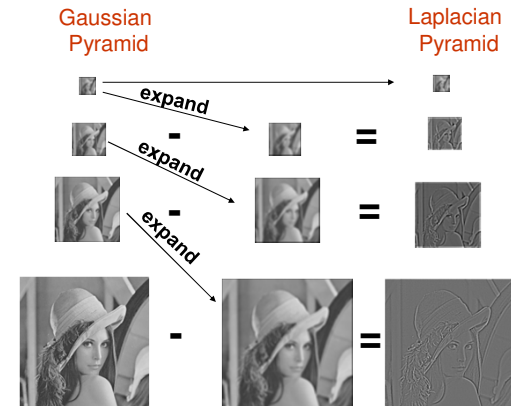 Gaussian
Pyramid
Laplacian
Pyramid
expand
- =
expand
- =
expand
- =